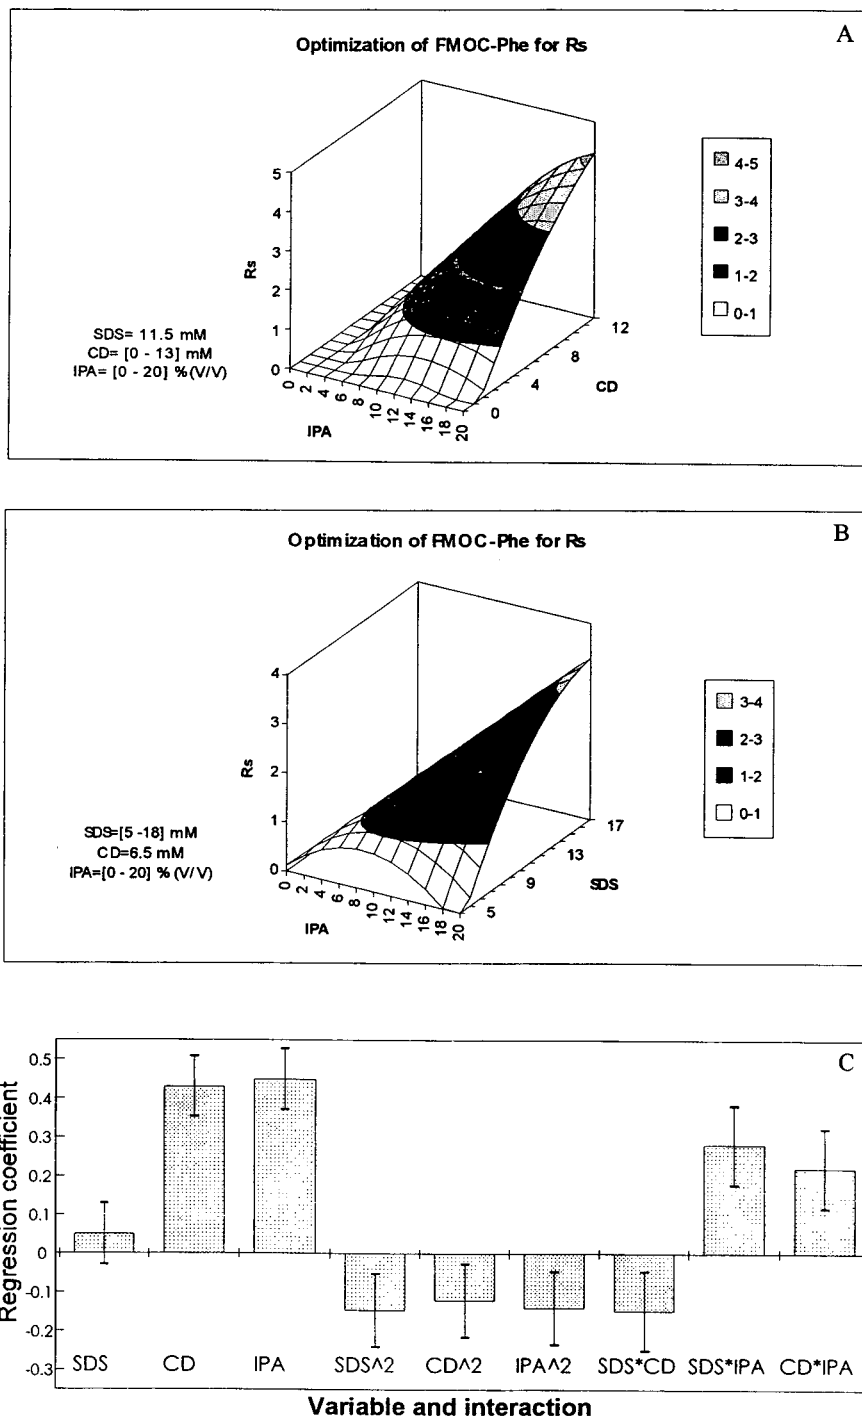 A
Optimization of FMOC-Phe for Rs
5
4
3
2
1
0
Rs
0 2 4 6 8 10 12 14 16 18 20
IPA
0 4 8 12
CD
SDS= 11.5 mM
CD= [0 - 13] mM
IPA= [0 - 20] %(V/V)
4-5
3-4
2-3
1-2
0-1
B
Optimization of FMOC-Phe for Rs
4
3
2
1
0
Rs
0 2 4 6 8 10 12 14 16 18 20
IPA
5 9 13 17
SDS
SDS=[5 -18] mM
CD=6.5 mM
IPA=[0 - 20] % (V/V)
3-4
2-3
1-2
0-1
C
Regression coefficient
0.5
0.4
0.3
0.2
0.1
0
-0.1
-0.2
-0.3
SDS CD IPA SDS^2 CD^2 IPA^2 SDS*CD SDS*IPA CD*IPA
Variable and interaction